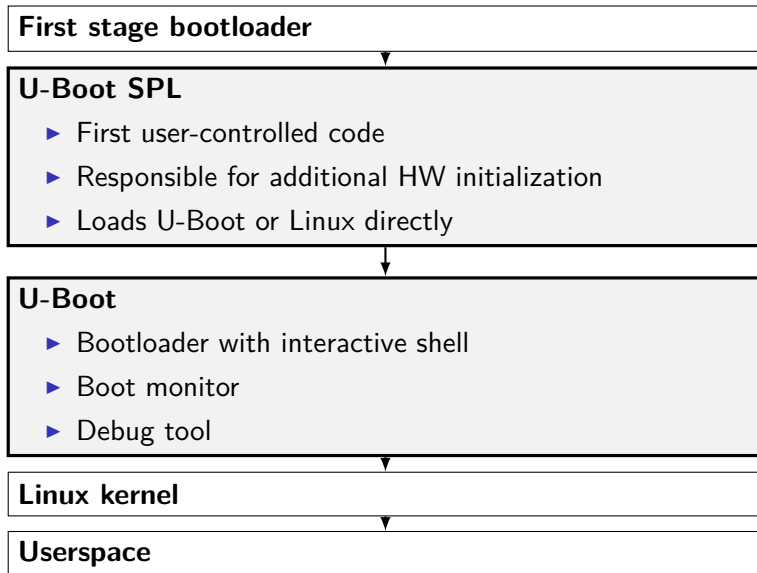 First stage bootloader
U-Boot SPL
▶ First user-controlled code
▶ Responsible for additional HW initialization
▶ Loads U-Boot or Linux directly
U-Boot
▶ Bootloader with interactive shell
▶ Boot monitor
▶ Debug tool
Linux kernel
Userspace